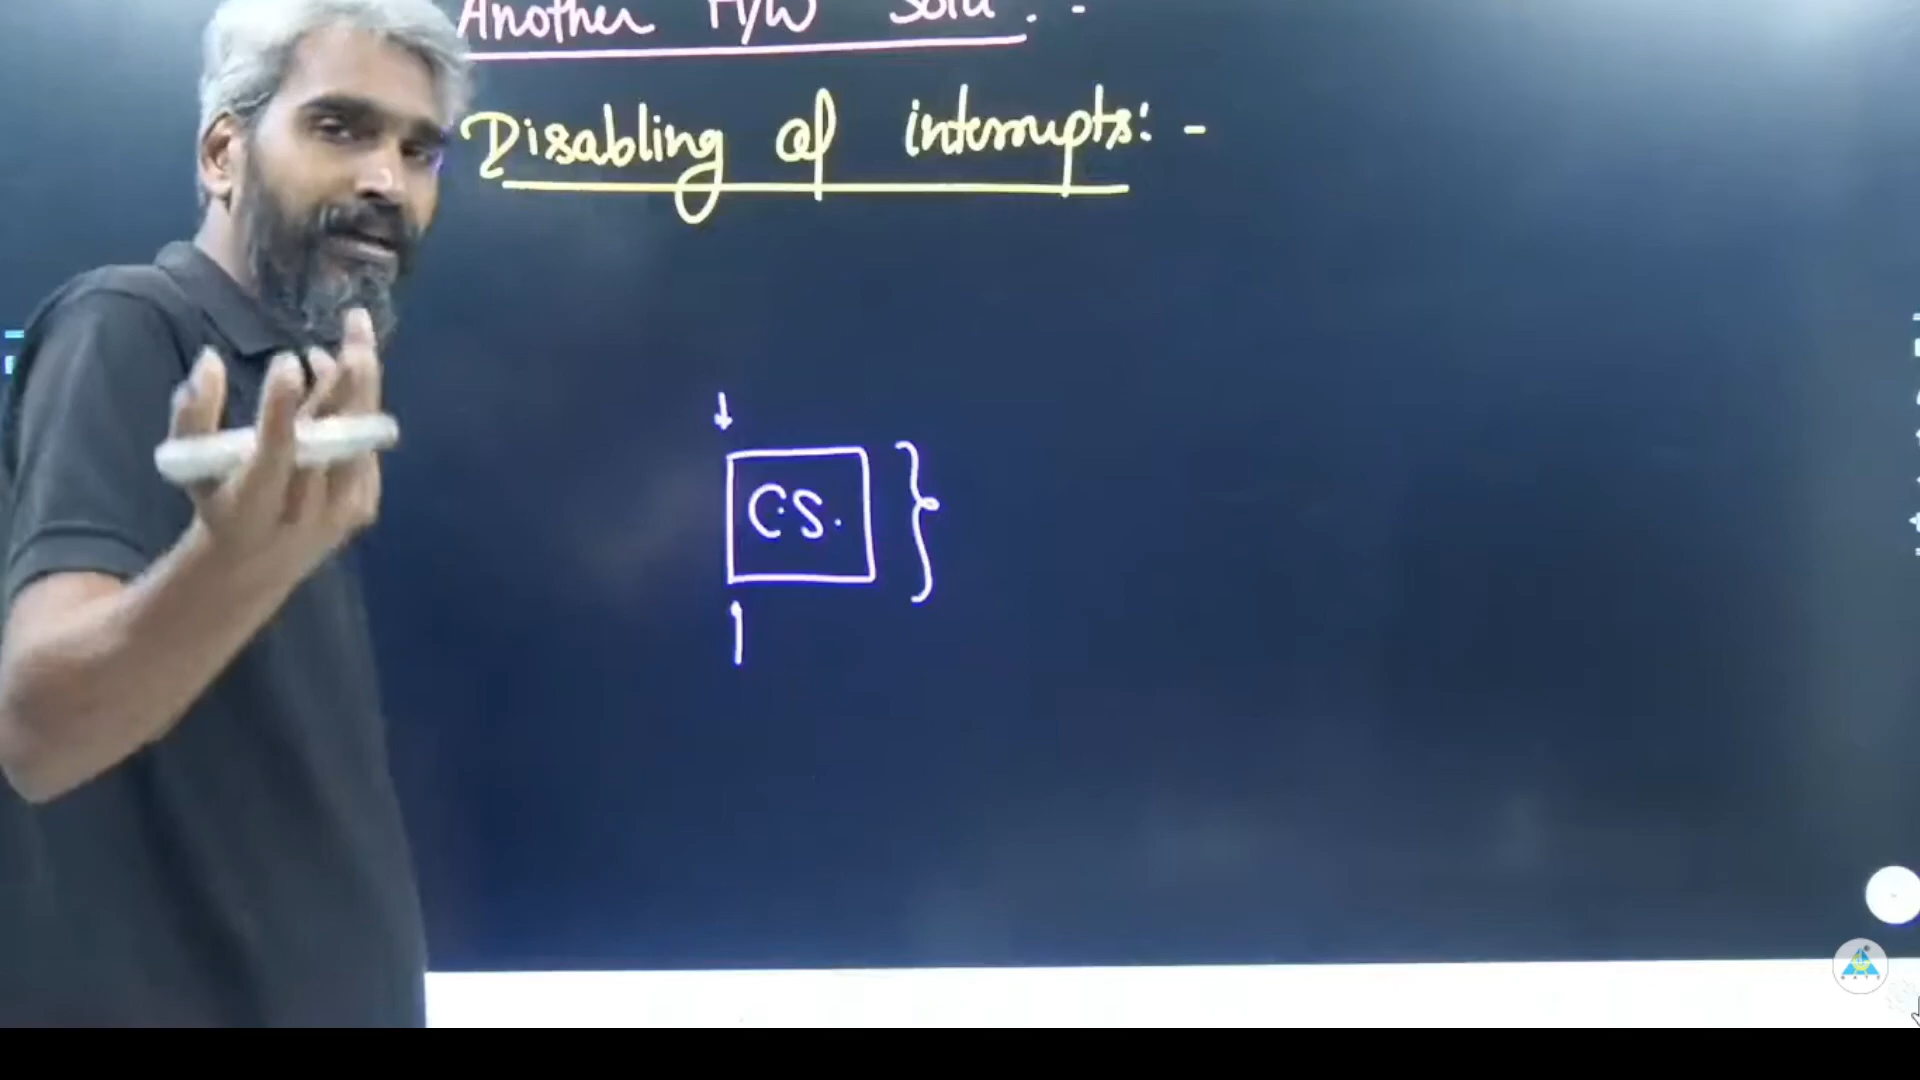 Another H/W Soln : -
Disabling of interrupts : -
C.S.